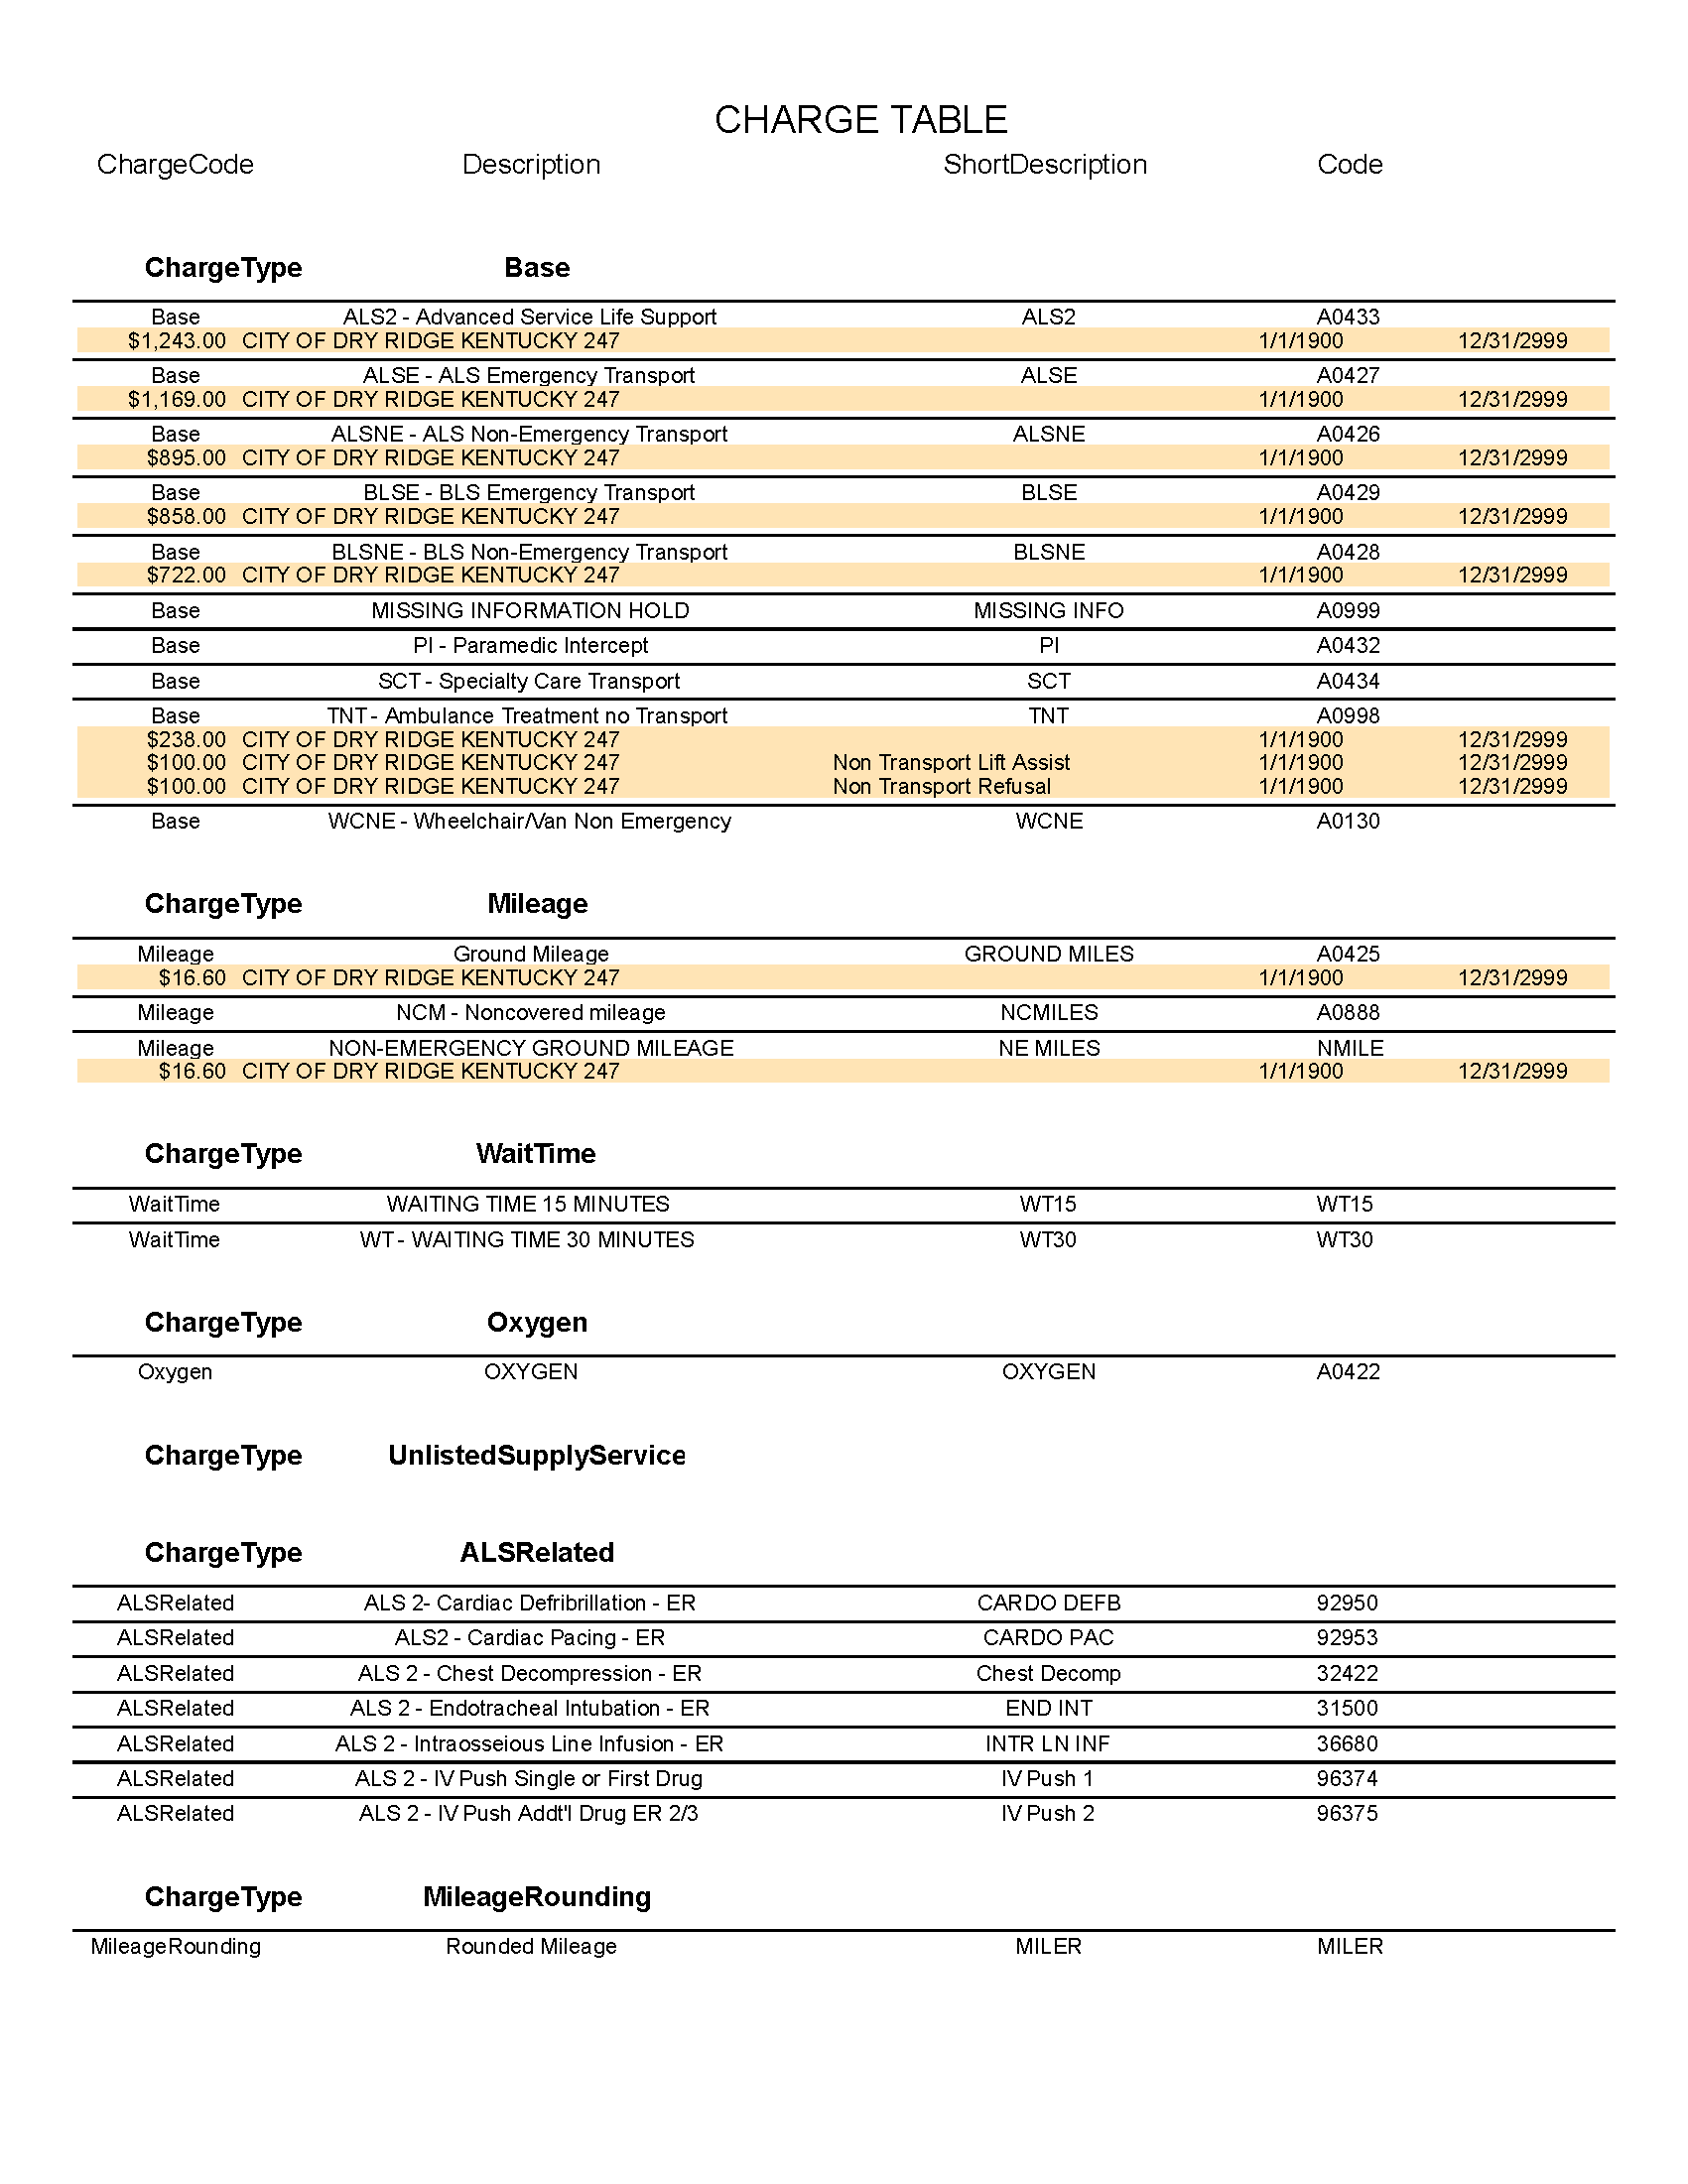 CHARGE TABLE
ChargeCode Description ShortDescription Code
ChargeType Base
Base ALS2 - Advanced Service Life Support ALS2 A0433
$1,243.00 CITY OF DRY RIDGE KENTUCKY 247 1/1/1900 12/31/2999
Base ALSE - ALS Emergency Transport ALSE A0427
$1,169.00 CITY OF DRY RIDGE KENTUCKY 247 1/1/1900 12/31/2999
Base ALSNE - ALS Non-Emergency Transport ALSNE A0426
$895.00 CITY OF DRY RIDGE KENTUCKY 247 1/1/1900 12/31/2999
Base BLSE - BLS Emergency Transport BLSE A0429
$858.00 CITY OF DRY RIDGE KENTUCKY 247 1/1/1900 12/31/2999
Base BLSNE - BLS Non-Emergency Transport BLSNE A0428
$722.00 CITY OF DRY RIDGE KENTUCKY 247 1/1/1900 12/31/2999
Base MISSING INFORMATION HOLD MISSING INFO A0999
Base PI - Paramedic Intercept PI A0432
Base SCT - Specialty Care Transport SCT A0434
Base TNT - Ambulance Treatment no Transport TNT A0998
$238.00 CITY OF DRY RIDGE KENTUCKY 247 1/1/1900 12/31/2999
$100.00 CITY OF DRY RIDGE KENTUCKY 247 Non Transport Lift Assist 1/1/1900 12/31/2999
$100.00 CITY OF DRY RIDGE KENTUCKY 247 Non Transport Refusal 1/1/1900 12/31/2999
Base WCNE - Wheelchair/Van Non Emergency WCNE A0130
ChargeType Mileage
Mileage Ground Mileage GROUND MILES A0425
$16.60 CITY OF DRY RIDGE KENTUCKY 247 1/1/1900 12/31/2999
Mileage NCM - Noncovered mileage NCMILES A0888
Mileage NON-EMERGENCY GROUND MILEAGE NE MILES NMILE
$16.60 CITY OF DRY RIDGE KENTUCKY 247 1/1/1900 12/31/2999
ChargeType WaitTime
WaitTime WAITING TIME 15 MINUTES WT15 WT15
WaitTime WT - WAITING TIME 30 MINUTES WT30 WT30
ChargeType Oxygen
Oxygen OXYGEN OXYGEN A0422
ChargeType UnlistedSupplyService
ChargeType ALSRelated
ALSRelated ALS 2- Cardiac Defribrillation - ER CARDO DEFB 92950
ALSRelated ALS2 - Cardiac Pacing - ER CARDO PAC 92953
ALSRelated ALS 2 - Chest Decompression - ER Chest Decomp 32422
ALSRelated ALS 2 - Endotracheal Intubation - ER END INT 31500
ALSRelated ALS 2 - Intraosseious Line Infusion - ER INTR LN INF 36680
ALSRelated ALS 2 - IV Push Single or First Drug IV Push 1 96374
ALSRelated ALS 2 - IV Push Addt'l Drug ER 2/3 IV Push 2 96375
ChargeType MileageRounding
MileageRounding Rounded Mileage MILER MILER